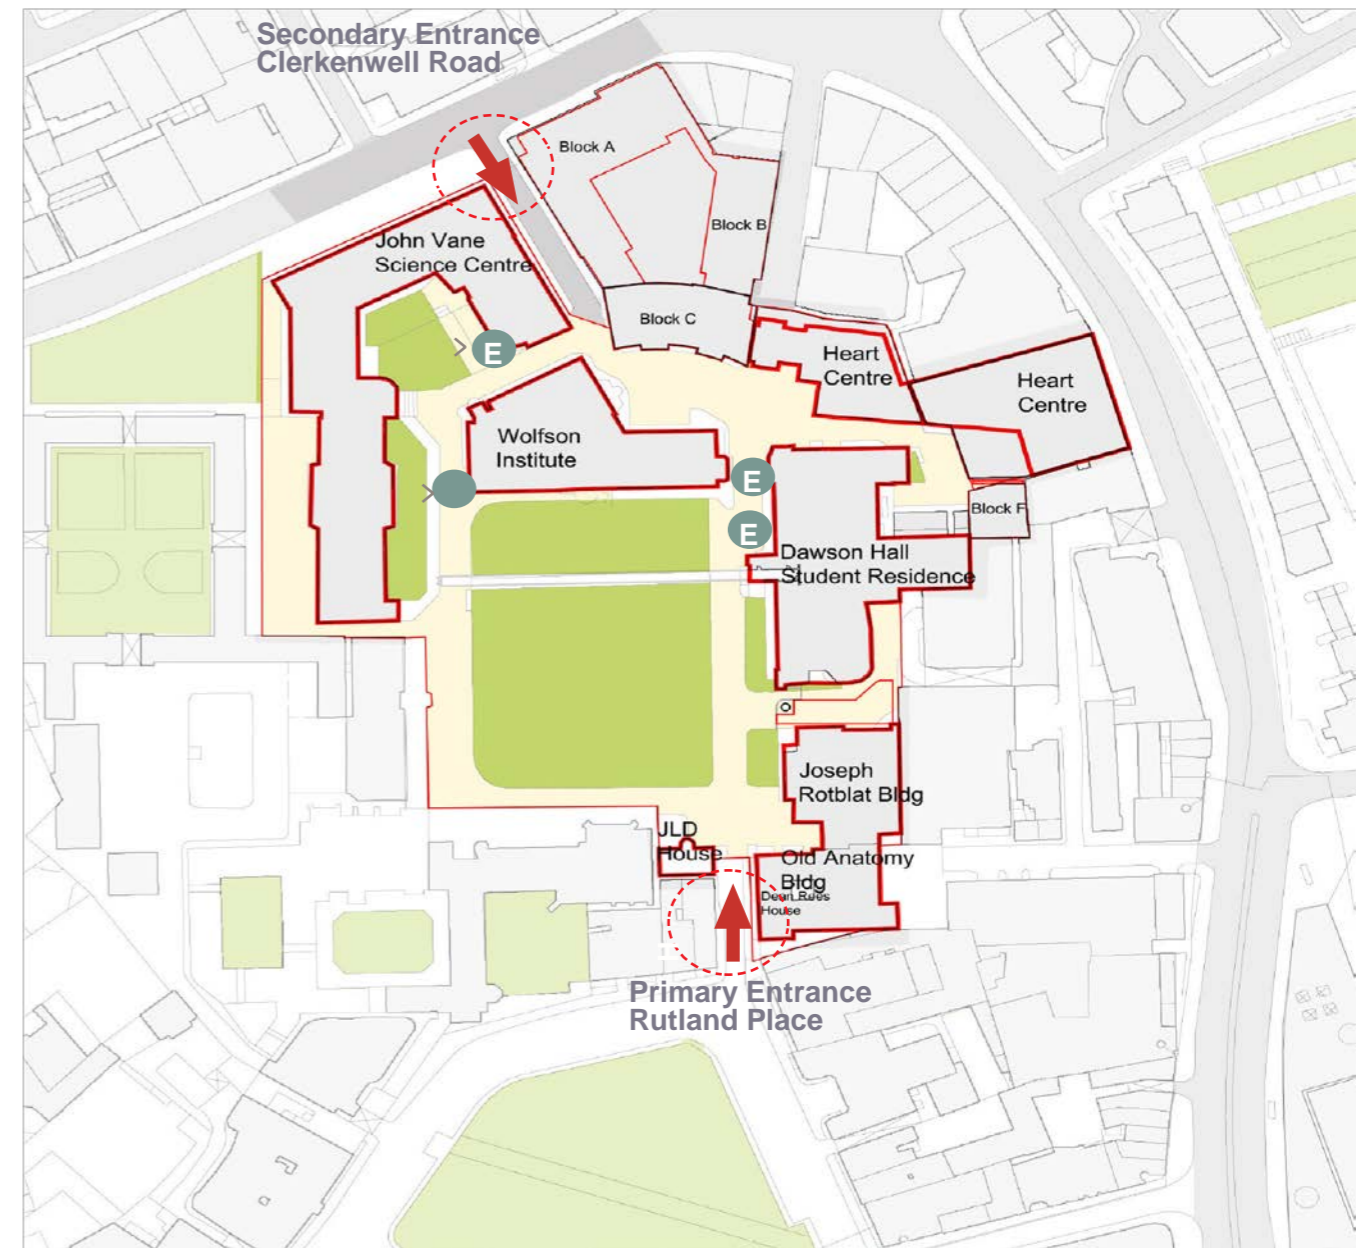 Secondary Entrance
Clerkenwell Road
Block A
Block B
John Vane
Science Centre
Block C
E
Heart
Centre
Heart
Centre
Wolfson
Institute
E
Block F
E
Dawson Hall
Student Residence
Joseph
Rotblat Bldg
JLD
House
Old Anatomy
Bldg
Dean Rees
House
Primary Entrance
Rutland Place